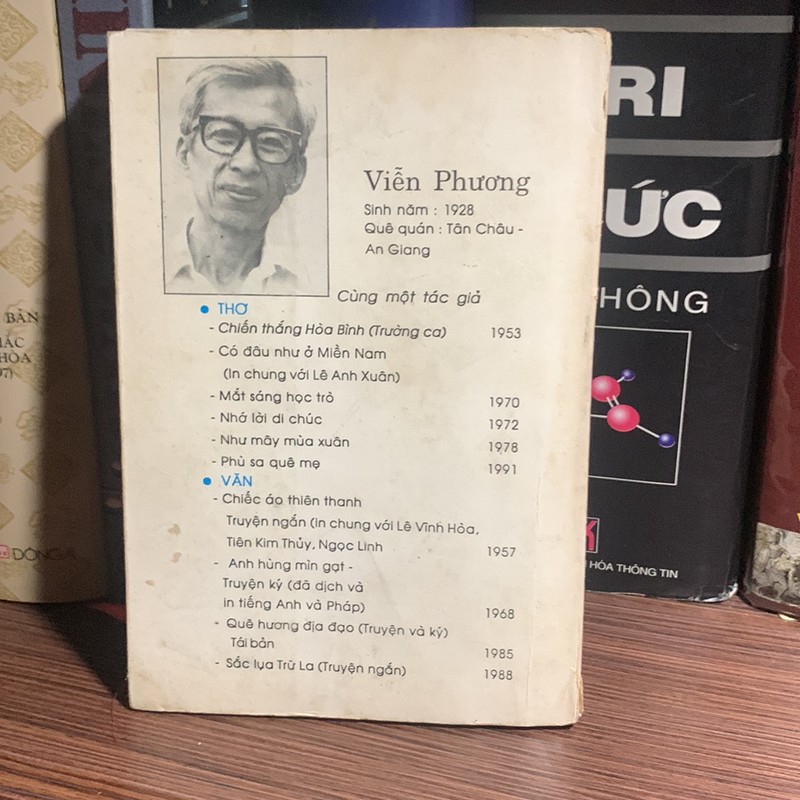 Viễn Phương
Sinh năm : 1928
Quê quán : Tân Châu -
An Giang
Cùng một tác giả
• THƠ
- Chiến thắng Hòa Bình (Trường ca) 1953
- Có đâu như ở Miền Nam
(In chung với Lê Anh Xuân)
- Mắt sáng học trò 1970
- Nhớ lời di chúc 1972
- Như mây mùa xuân 1978
- Phù sa quê mẹ 1991
• VĂN
- Chiếc áo thiên thanh
Truyện ngắn (In chung với Lê Vĩnh Hòa,
Tiên Kim Thủy, Ngọc Linh 1957
- Anh hùng mìn gạt -
Truyện ký (đã dịch và
in tiếng Anh và Pháp) 1968
- Quê hương địa đạo (Truyện và ký)
Tái bản 1985
- Sắc lụa Trữ La (Truyện ngắn) 1988
RI
ỨC
HÔNG
HÓA THÔNG TIN
BẢN
HÒA
ĐÔNG A